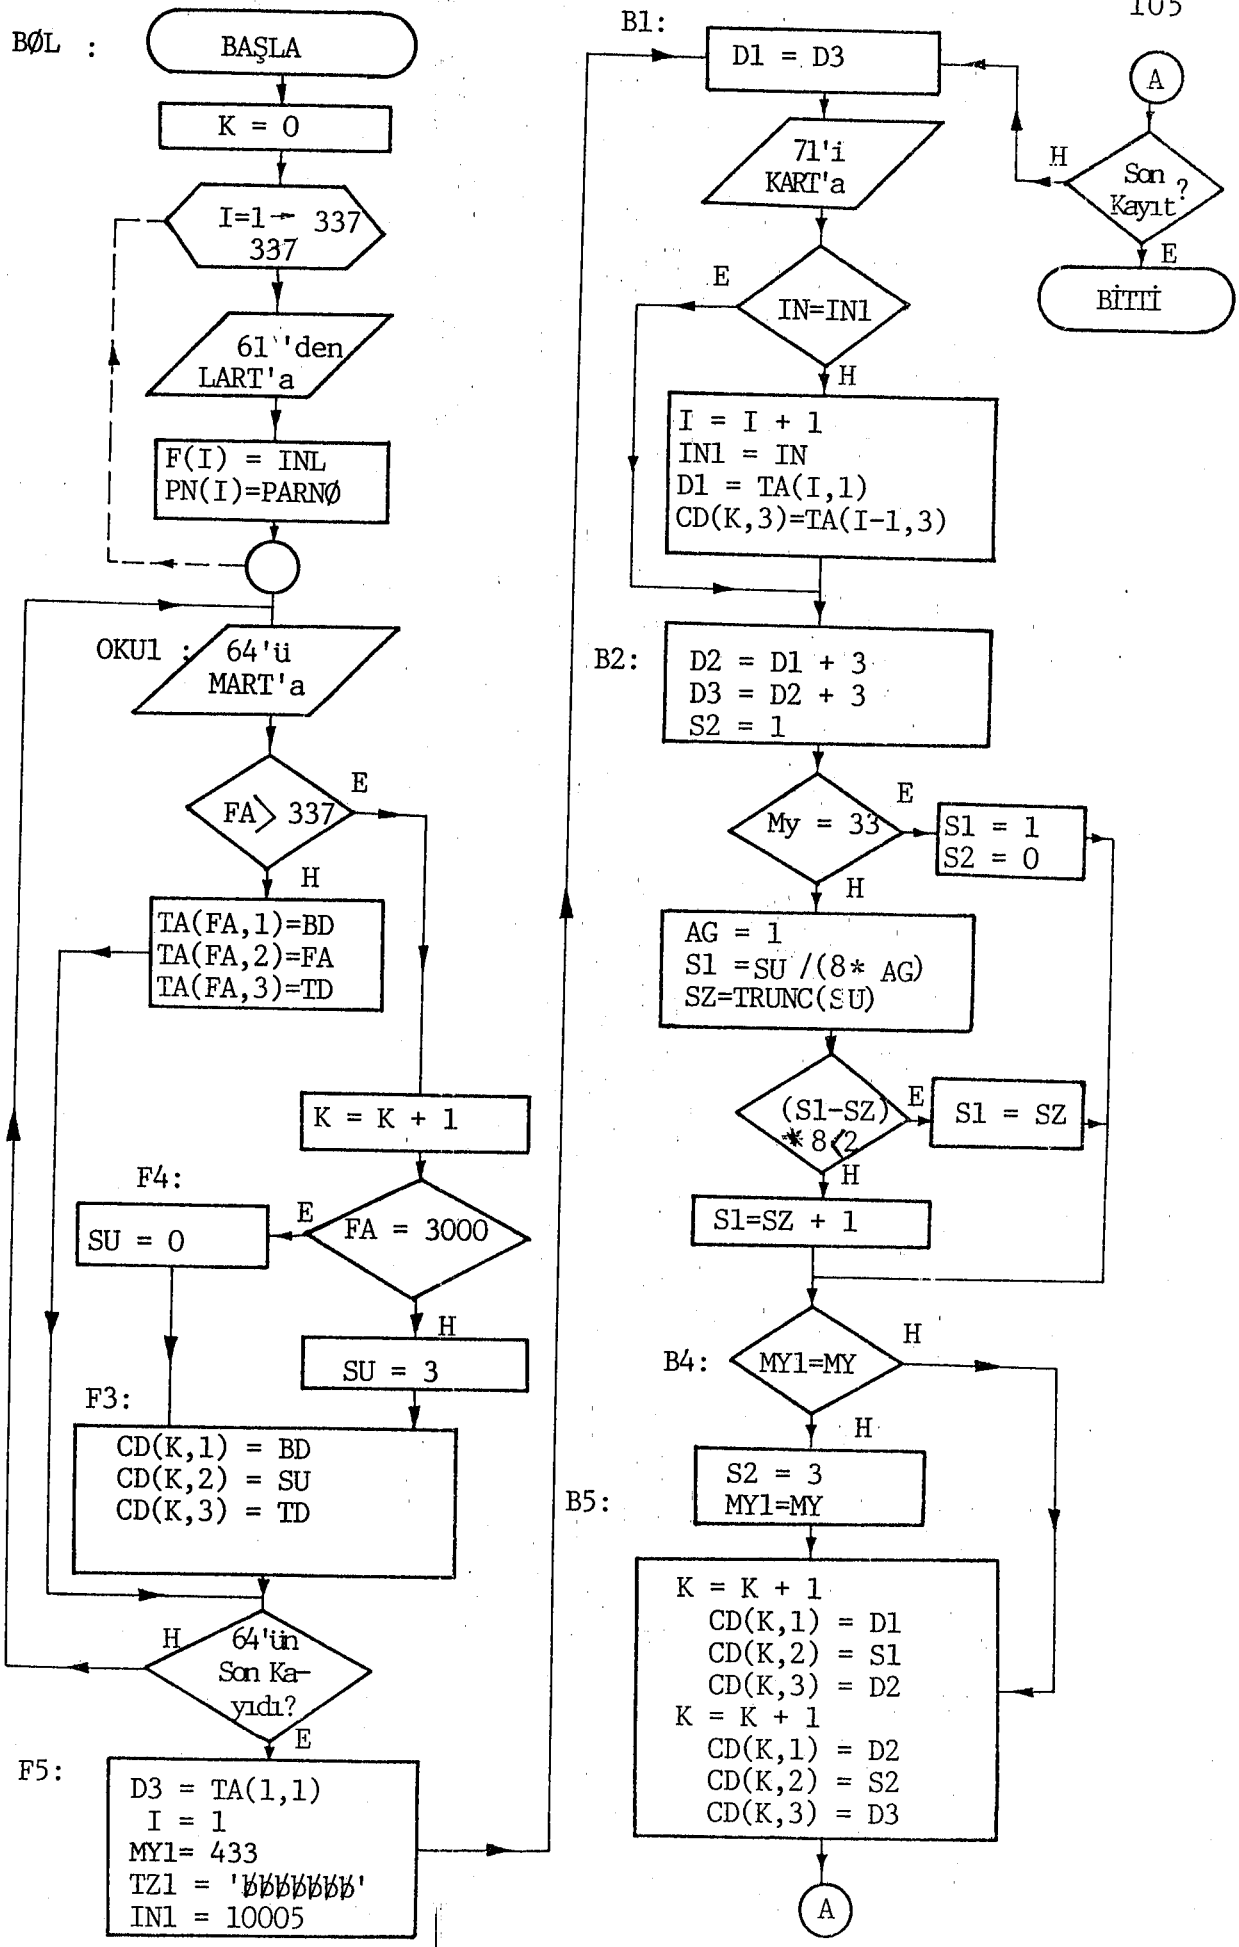 105
BØL :
BAŞLA
K = 0
I=1→ 337
337
61'den
LART'a
F(I) = INL
PN(I)=PARNØ
OKU1 :
64'ü
MART'a
FA> 337
E
H
TA(FA,1)=BD
TA(FA,2)=FA
TA(FA,3)=TD
K = K + 1
F4:
SU = 0
E
FA = 3000
H
SU = 3
F3:
CD(K,1) = BD
CD(K,2) = SU
CD(K,3) = TD
H
64'ün
Son Ka-
yıdı?
E
F5:
D3 = TA(1,1)
I = 1
MY1= 433
TZ1 = 'ƀƀƀƀƀƀƀ'
IN1 = 10005
B1:
D1 = D3
71'i
KART'a
E
IN=IN1
H
I = I + 1
IN1 = IN
D1 = TA(I,1)
CD(K,3)=TA(I-1,3)
B2:
D2 = D1 + 3
D3 = D2 + 3
S2 = 1
My = 33
E
S1 = 1
S2 = 0
H
AG = 1
S1 =SU /(8* AG)
SZ=TRUNC(SU)
(S1-SZ)
*8<2
E
S1 = SZ
H
S1=SZ + 1
B4:
MY1=MY
H
H
B5:
S2 = 3
MY1=MY
K = K + 1
CD(K,1) = D1
CD(K,2) = S1
CD(K,3) = D2
K = K + 1
CD(K,1) = D2
CD(K,2) = S2
CD(K,3) = D3
A
A
H
Son
Kayıt?
E
BİTTİ